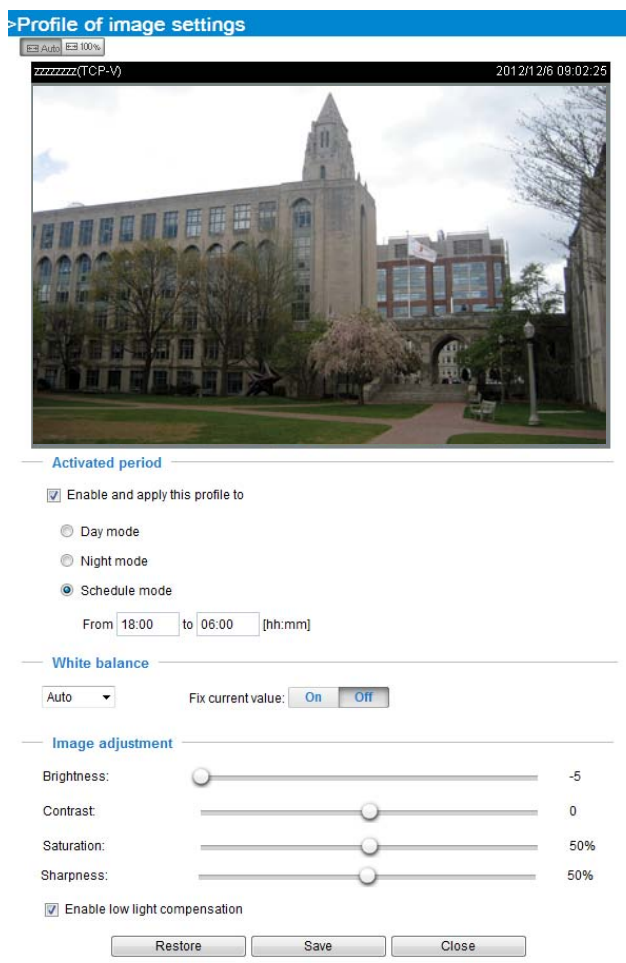 >Profile of image settings
Auto 100%
zzzzzzzz(TCP-V) 2012/12/6 09:02:25
Activated period
Enable and apply this profile to
Day mode
Night mode
Schedule mode
From 18:00 to 06:00 [hh:mm]
White balance
Auto Fix current value: On Off
Image adjustment
Brightness: -5
Contrast: 0
Saturation: 50%
Sharpness: 50%
Enable low light compensation
Restore Save Close